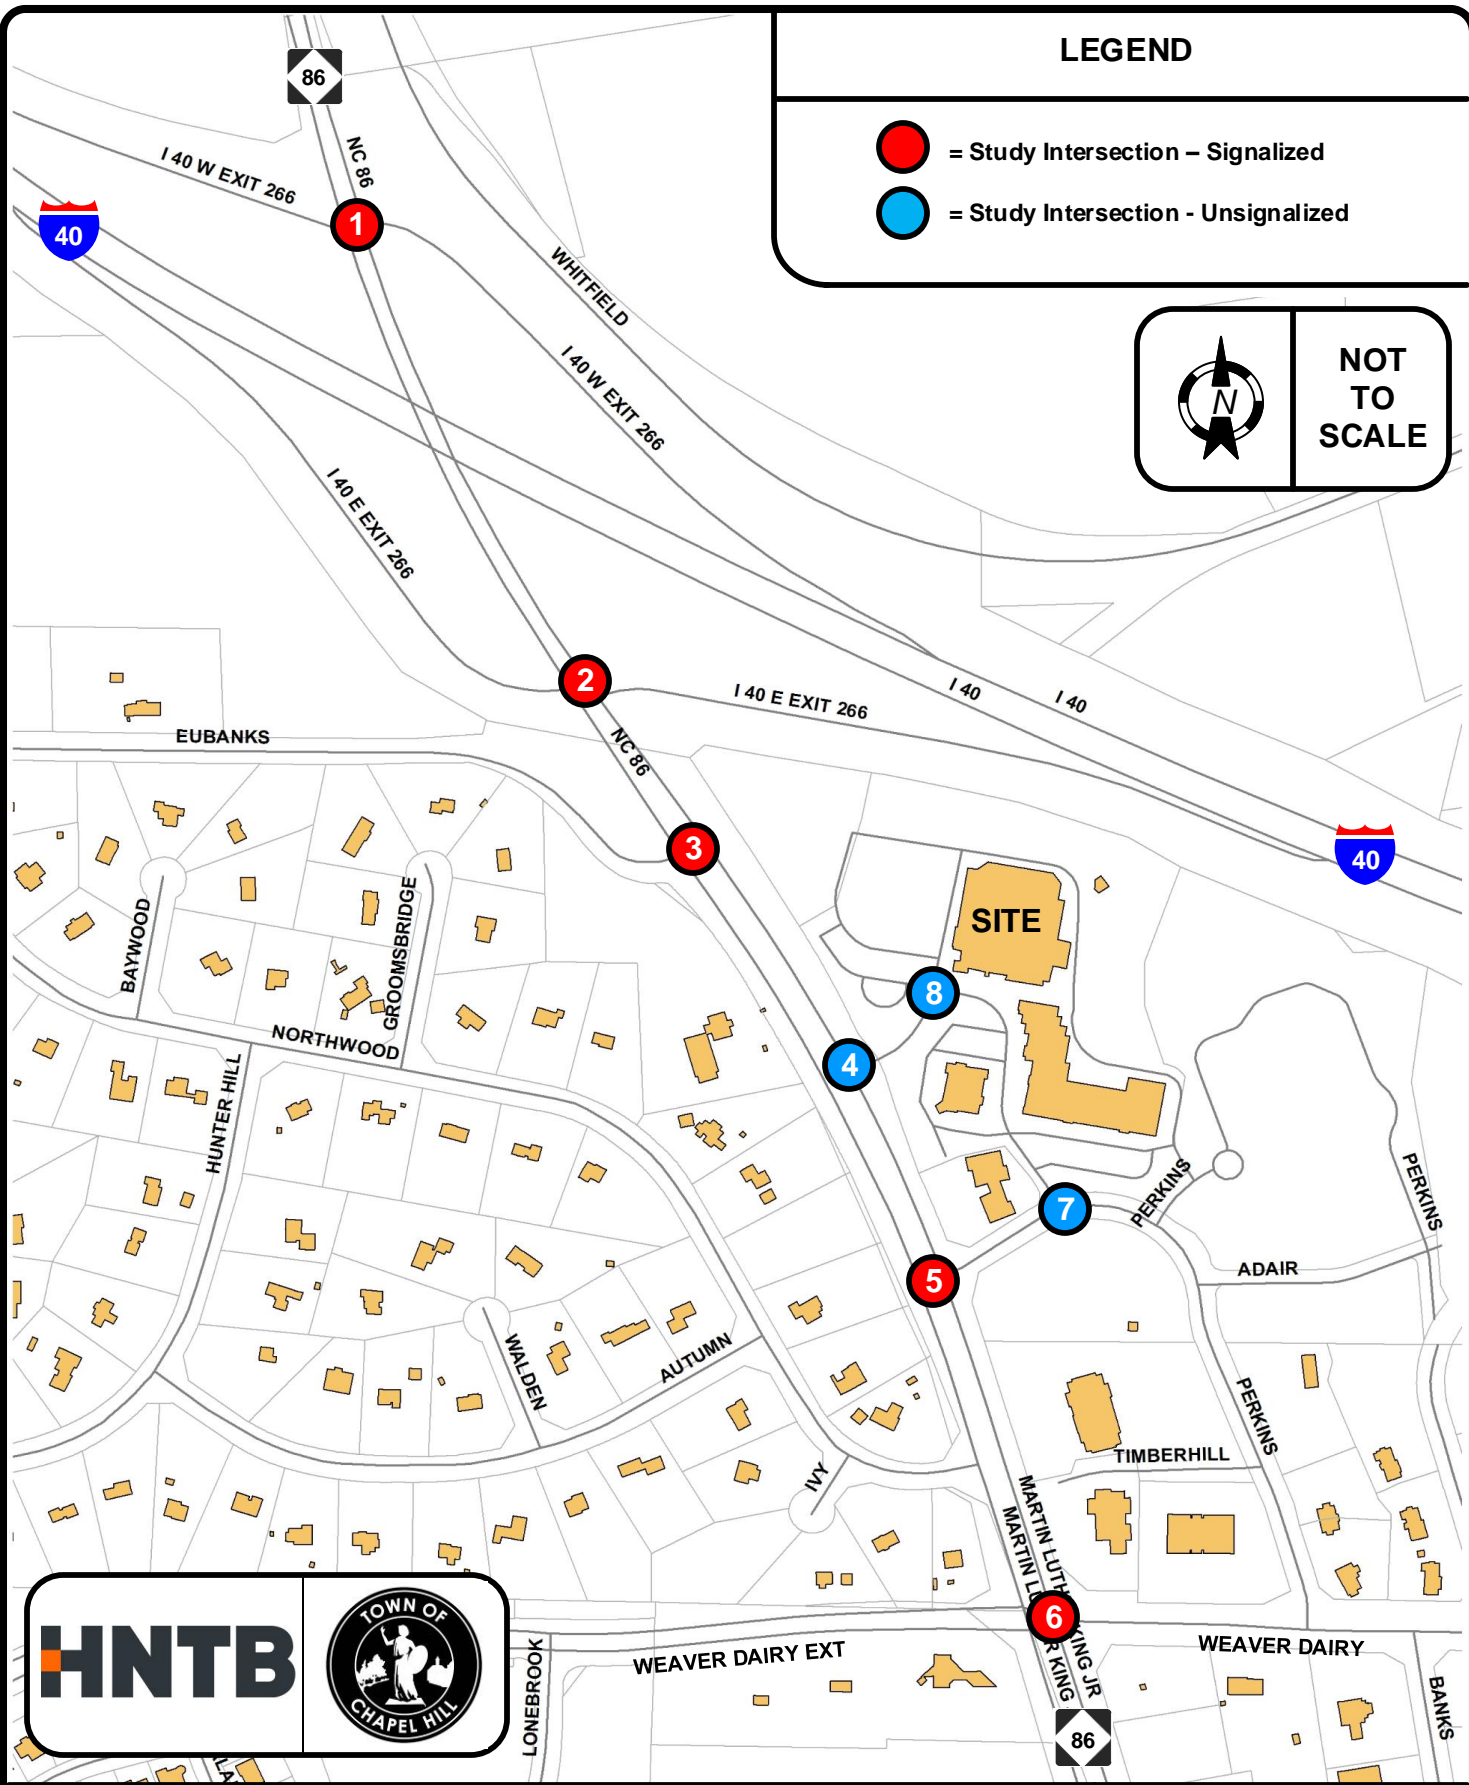 LEGEND
= Study Intersection – Signalized
= Study Intersection - Unsignalized
NOT
TO
SCALE
N
86
NC 86
I 40 W EXIT 266
40
1
WHITFIELD
I 40 W EXIT 266
I 40 E EXIT 266
2
I 40 E EXIT 266
I 40
I 40
EUBANKS
NC 86
3
40
SITE
BAYWOOD
GROOMSBRIDGE
8
NORTHWOOD
4
HUNTER HILL
PERKINS
PERKINS
7
5
ADAIR
WALDEN
AUTUMN
PERKINS
TIMBERHILL
IVY
MARTIN LUTHER KING JR
MARTIN LUTHER KING
6
WEAVER DAIRY EXT
WEAVER DAIRY
LONEBROOK
BANKS
86
HNTB
TOWN OF
CHAPEL HILL